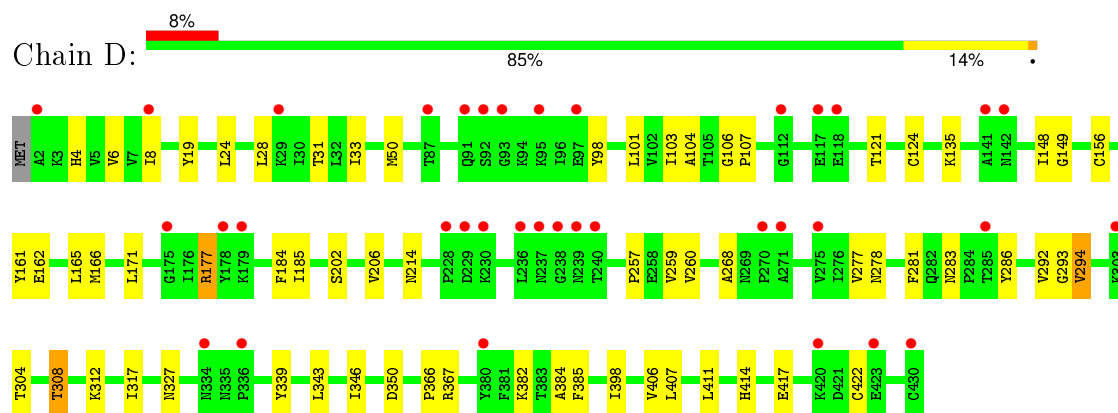 8%
Chain D:
85% 14% •
MET A2 K3 H4 V5 V6 V7 I8 Y19 L24 L28 K29 I30 T31 L32 I33 M50 T87 Q91 S92 G93 K94 K95 I96 E97 Y98 L101 V102 I103 A104 T105 G106 P107 G112 E117 E118 T121 C124 K135 A141 N142 I148 G149 C156
Y161 E162 L165 M166 L171 G175 I176 R177 Y178 K179 F184 I185 S202 V206 N214 P228 D229 K230 L236 N237 G238 N239 T240 P257 E258 V259 V260 A268 N269 P270 A271 V275 I276 V277 N278 F281 Q282 N283 P284 T285 Y286 V292 G293 V294 K303
T304 T308 K312 I317 N327 N334 N335 P336 Y339 L343 I346 D350 P366 R367 Y380 F381 K382 T383 A384 F385 I398 V406 L407 L411 H414 E417 K420 D421 C422 E423 C430